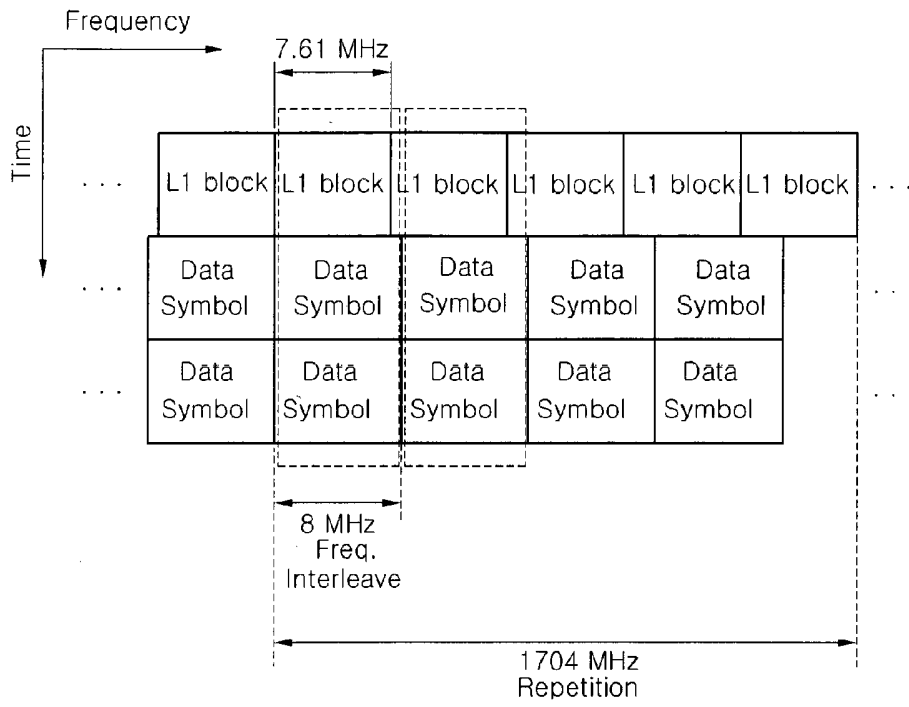 Frequency
7.61 MHz
Time
... L1 block L1 block L1 block L1 block L1 block L1 block ...
... Data Symbol Data Symbol Data Symbol Data Symbol Data Symbol ..
... Data Symbol Data Symbol Data Symbol Data Symbol Data Symbol ..
8 MHz
Freq.
Interleave
1704 MHz
Repetition